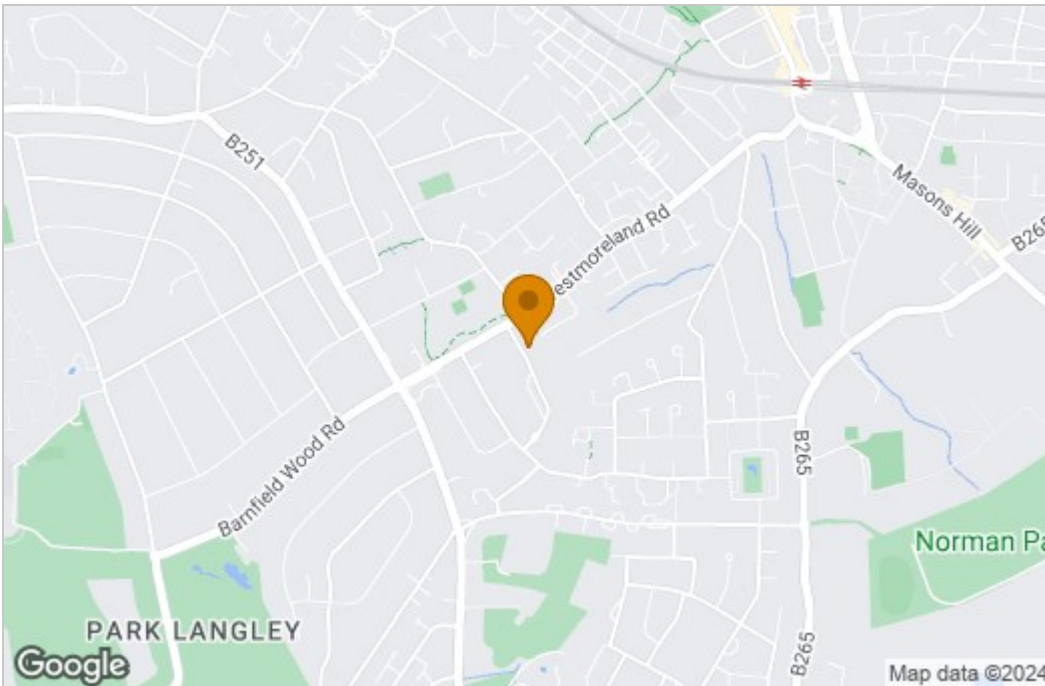 B251
Masons Hill
B265
estmoreland Rd
B265
Barnfield Wood Rd
Norman Pa
PARK LANGLEY
B265
Google
Map data ©2024